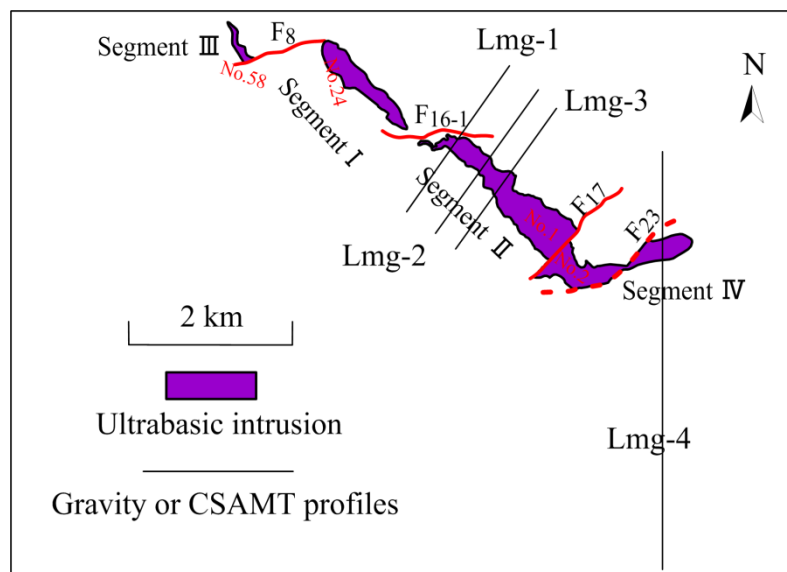 Segment Ⅲ
F8
No.58
No.24
Segment Ⅰ
Lmg-1
F16-1
Lmg-3
N
Segment Ⅱ
F17
No.1
F23
No.2
Lmg-2
Segment Ⅳ
2 km
Ultrabasic intrusion
Lmg-4
Gravity or CSAMT profiles